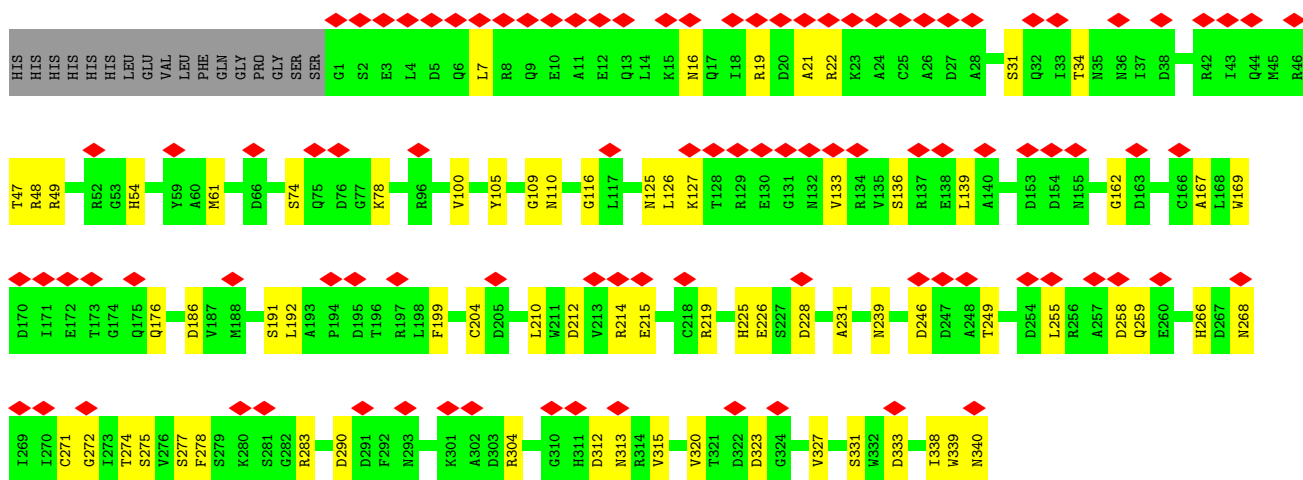 HIS HIS HIS HIS HIS HIS LEU GLU VAL LEU PHE GLN GLY PRO GLY SER SER G1 S2 E3 L4 D5 Q6 L7 R8 Q9 E10 A11 E12 Q13 L14 K15 N16 Q17 I18 R19 D20 A21 R22 K23 A24 C25 A26 D27 A28 S31 Q32 I33 T34 N35 N36 I37 D38 R42 I43 Q44 M45 R46
T47 R48 R49 R52 G53 H54 Y59 A60 M61 D66 S74 Q75 D76 G77 K78 R96 V100 Y105 G109 N110 G116 L117 N125 L126 K127 T128 R129 E130 G131 N132 V133 R134 V135 S136 R137 E138 L139 A140 D153 D154 N155 G162 D163 C166 A167 L168 W169
D170 I171 E172 T173 G174 Q175 Q176 D186 V187 M188 S191 L192 A193 P194 D195 T196 R197 L198 F199 C204 D205 L210 W211 D212 V213 R214 E215 C218 R219 H225 E226 S227 D228 A231 N239 D246 D247 A248 T249 D254 L255 R256 A257 D258 Q259 E260 H266 D267 N268
I269 I270 C271 G272 I273 T274 S275 V276 S277 F278 S279 K280 S281 G282 R283 D290 D291 F292 N293 K301 A302 D303 R304 G310 H311 D312 N313 R314 V315 V320 T321 D322 D323 G324 V327 S331 W332 D333 I338 W339 N340